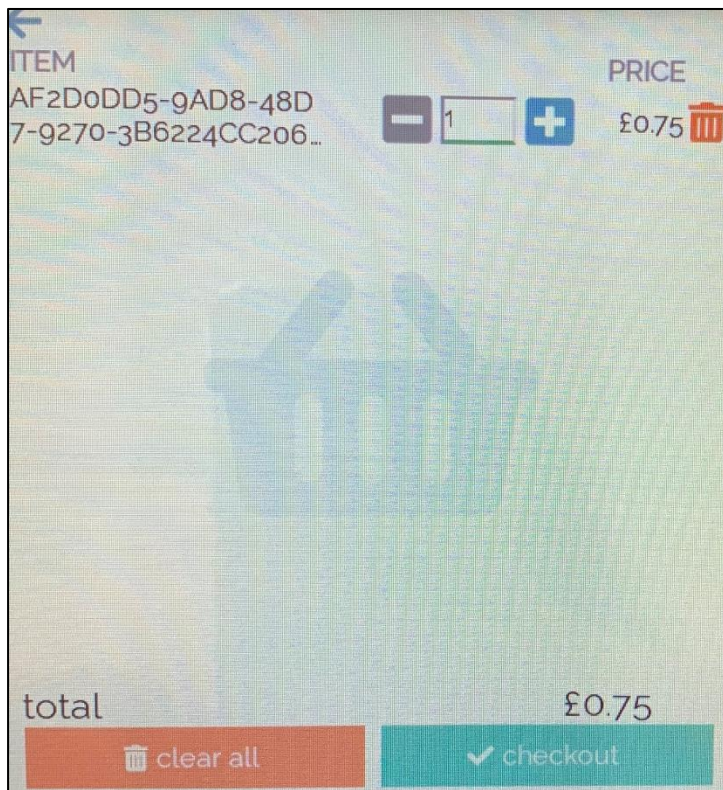 ITEM
PRICE
AF2D0DD5-9AD8-48D
7-9270-3B6224CC206...
1
£0.75
total
£0.75
clear all
checkout